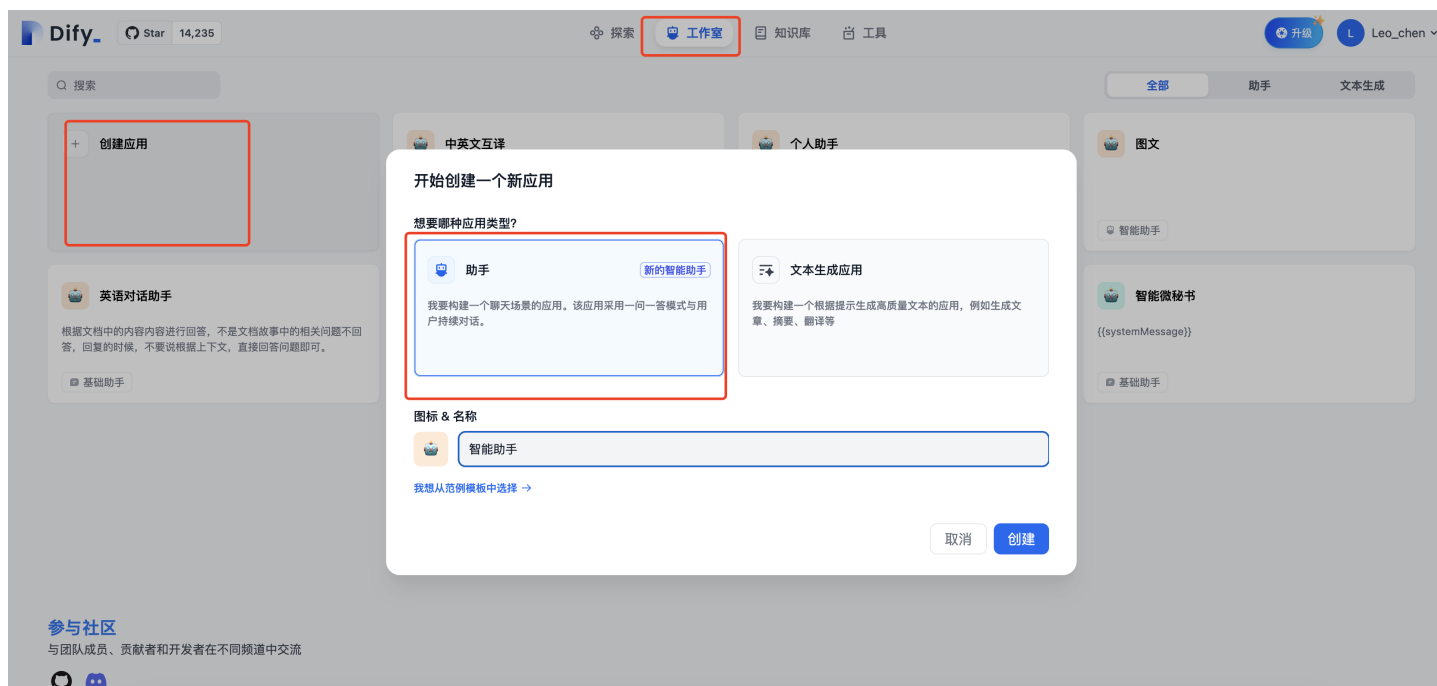 Dify_
Star 14,235
探索
工作室
知识库
工具
升级
L
Leo_chen
搜索
全部
助手
文本生成
+ 创建应用
中英文互译
个人助手
图文
智能助手
开始创建一个新应用
想要哪种应用类型?
助手
新的智能助手
我要构建一个聊天场景的应用。该应用采用一问一答模式与用
户持续对话。
文本生成应用
我要构建一个根据提示生成高质量文本的应用，例如生成文
章、摘要、翻译等
图标 & 名称
智能助手
我想从范例模板中选择 →
取消
创建
英语对话助手
根据文档中的内容内容进行回答，不是文档故事中的相关问题不回
答，回复的时候，不要说根据上下文，直接回答问题即可。
基础助手
智能微秘书
{{systemMessage}}
基础助手
参与社区
与团队成员、贡献者和开发者在不同频道中交流